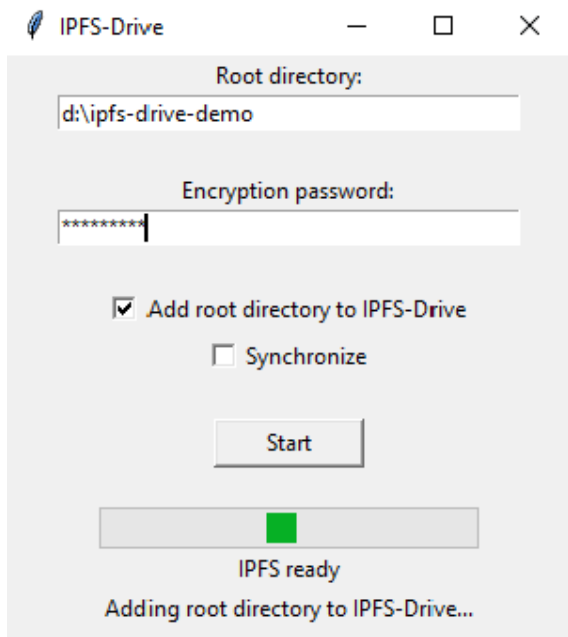 IPFS-Drive
Root directory:
d:\ipfs-drive-demo
Encryption password:
*********
Add root directory to IPFS-Drive
Synchronize
Start
IPFS ready
Adding root directory to IPFS-Drive...